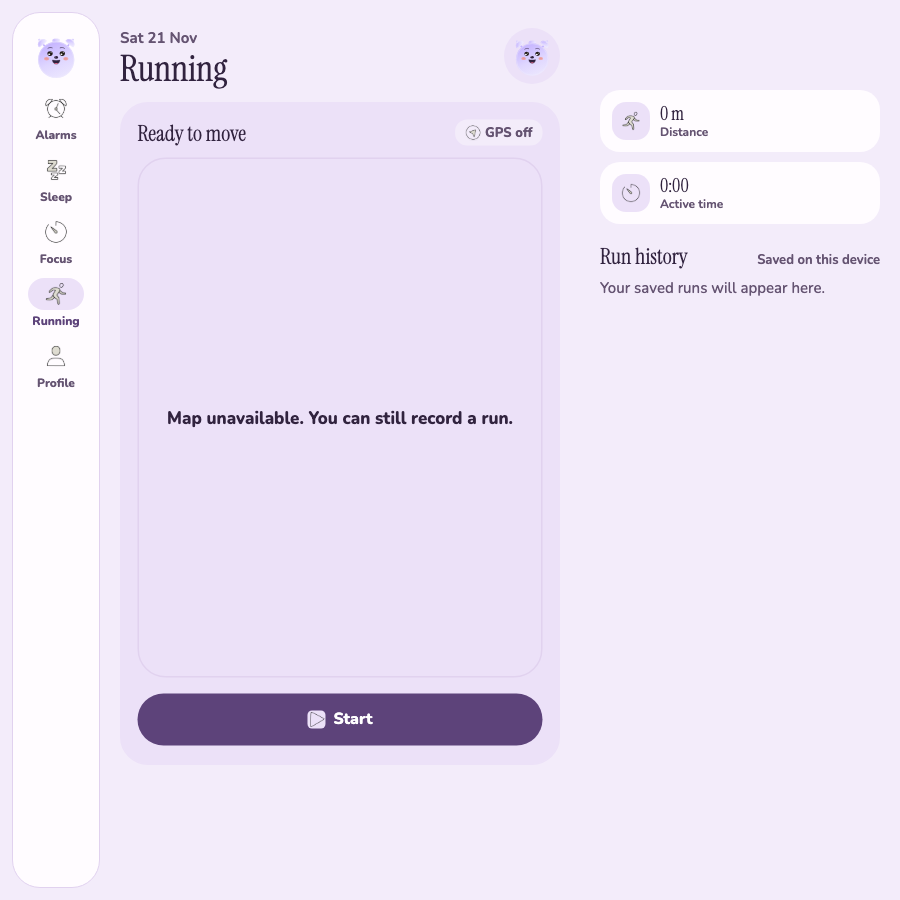 Alarms
Sleep
Focus
Running
Profile
Sat 21 Nov
Running
Ready to move
GPS off
Map unavailable. You can still record a run.
Start
0 m
Distance
0:00
Active time
Run history
Saved on this device
Your saved runs will appear here.